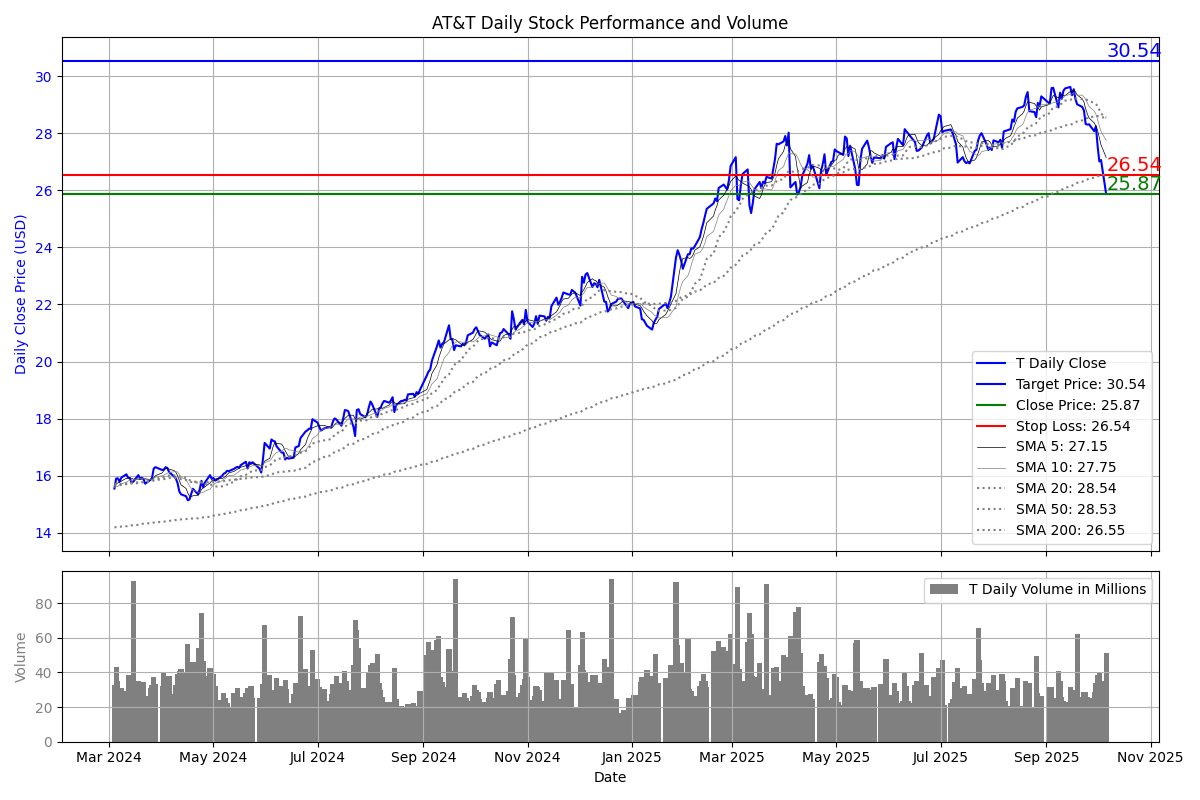 AT&T Daily Stock Performance and Volume
30.54
26.54
25.87
Daily Close Price (USD)
30
28
26
24
22
20
18
16
14
T Daily Close
Target Price: 30.54
Close Price: 25.87
Stop Loss: 26.54
SMA 5: 27.15
SMA 10: 27.75
SMA 20: 28.54
SMA 50: 28.53
SMA 200: 26.55
T Daily Volume in Millions
Volume
80
60
40
20
0
Mar 2024 May 2024 Jul 2024 Sep 2024 Nov 2024 Jan 2025 Mar 2025 May 2025 Jul 2025 Sep 2025 Nov 2025
Date